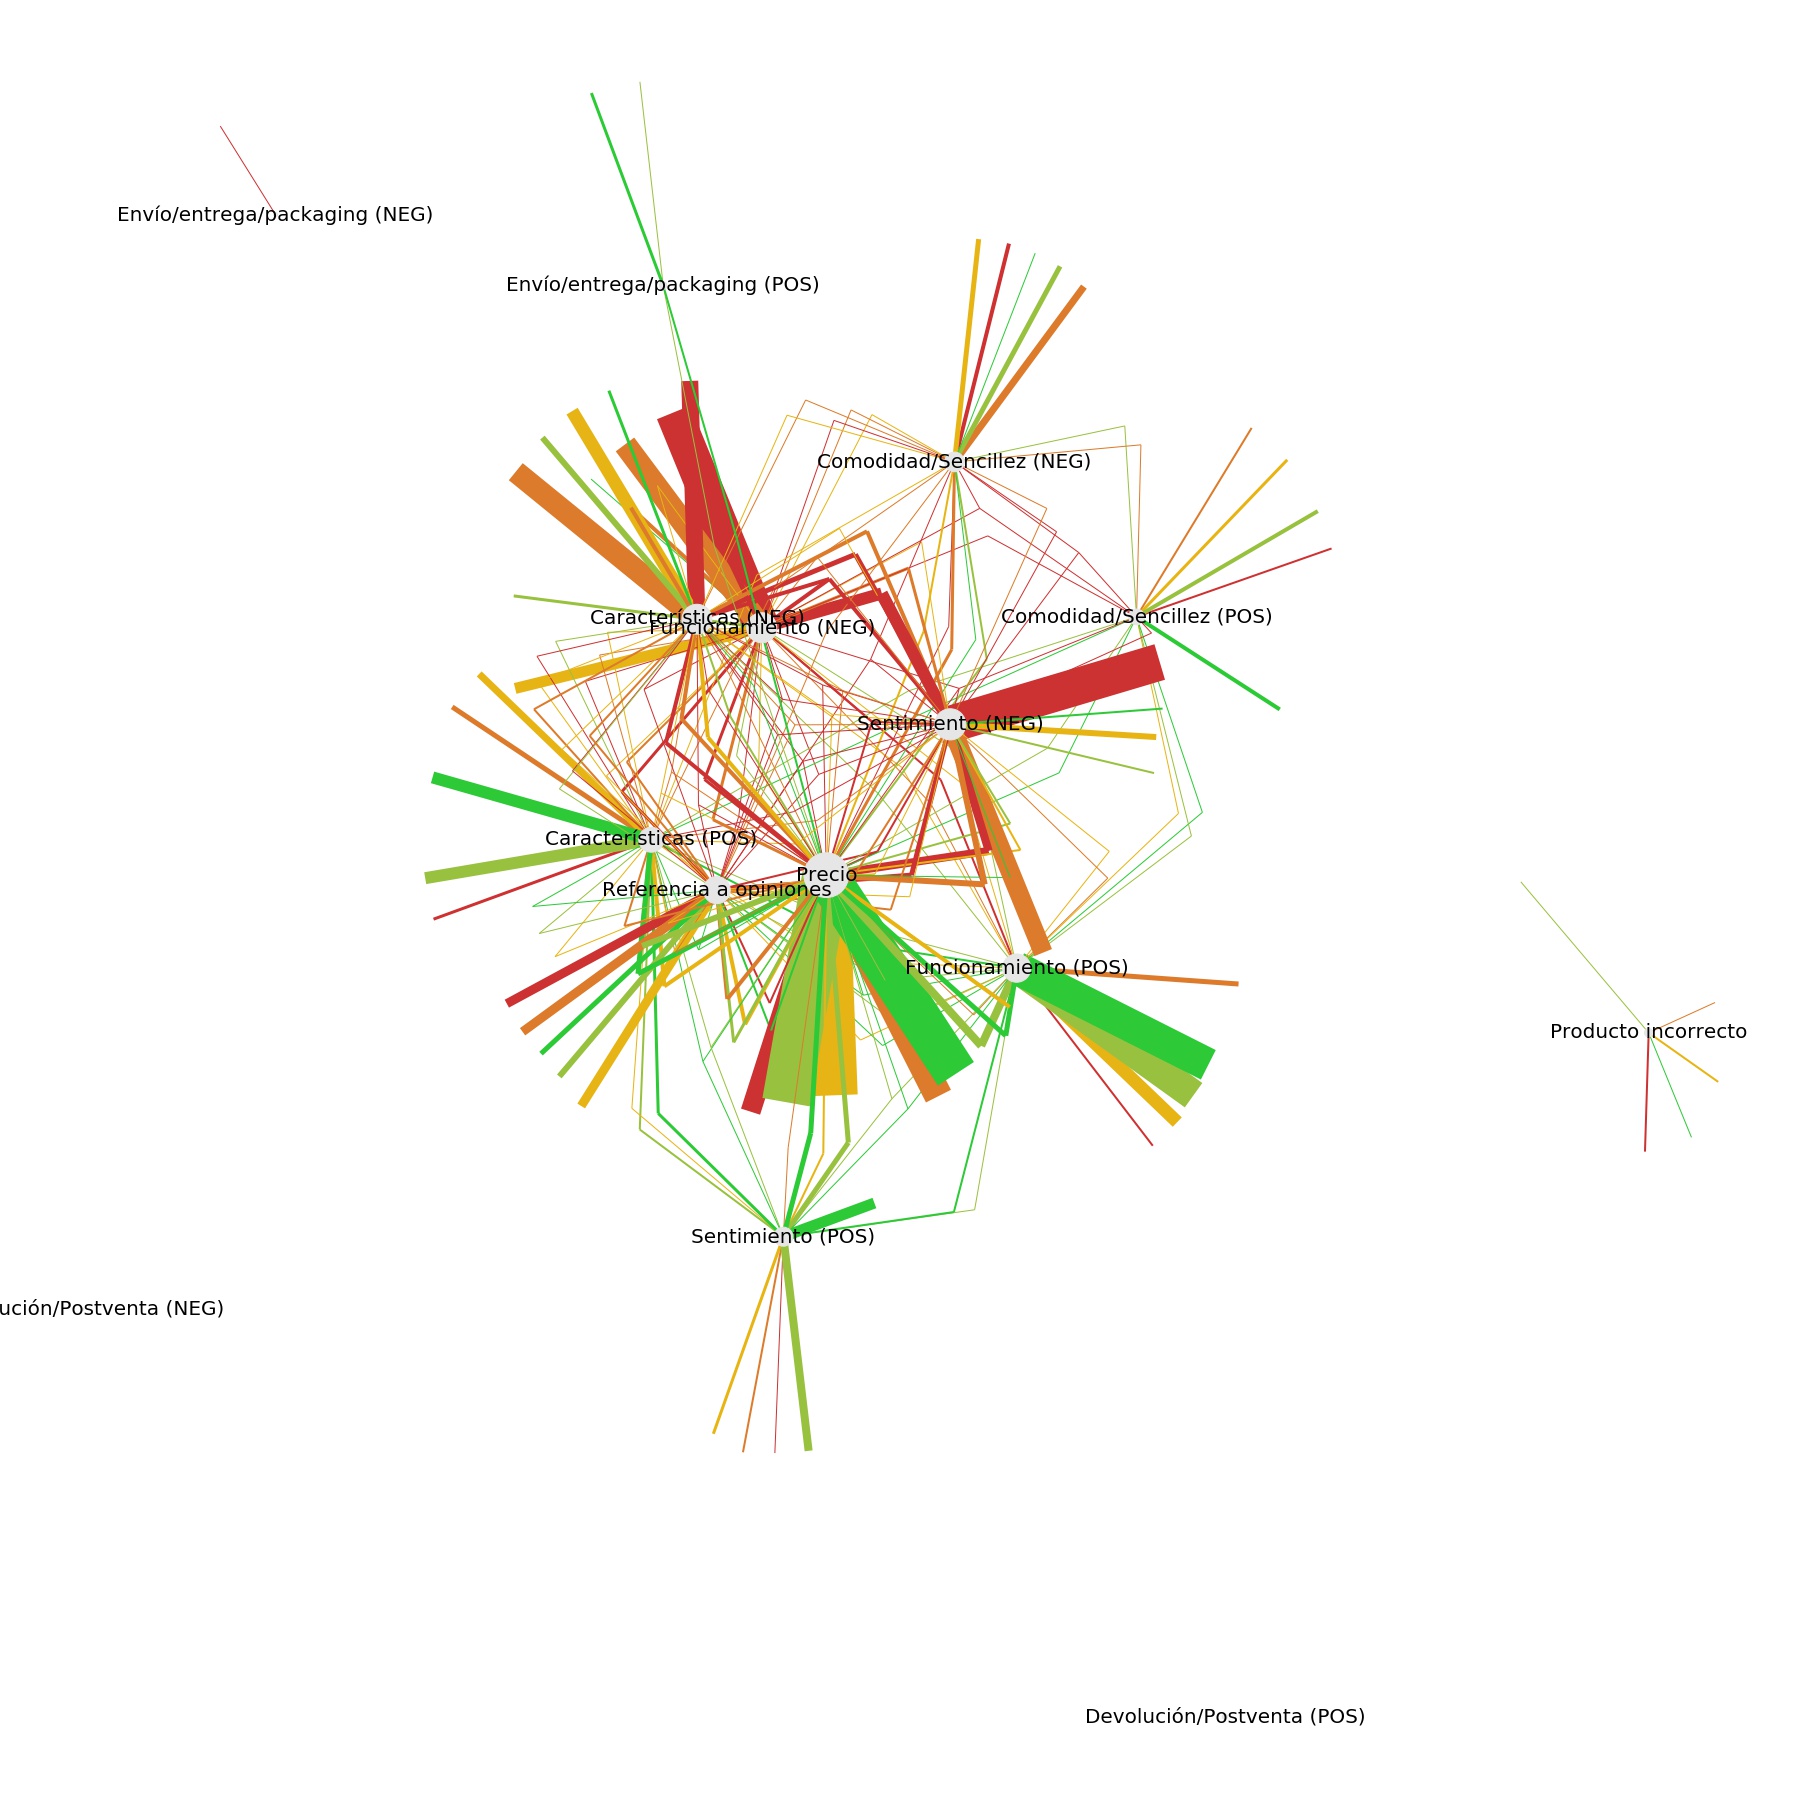 Envío/entrega/packaging (NEG)
Envío/entrega/packaging (POS)
Comodidad/Sencillez (NEG)
Características (NEG)
Comodidad/Sencillez (POS)
Funcionamiento (NEG)
Sentimiento (NEG)
Características (POS)
Precio
Referencia a opiniones
Funcionamiento (POS)
Producto incorrecto
Sentimiento (POS)
ución/Postventa (NEG)
Devolución/Postventa (POS)